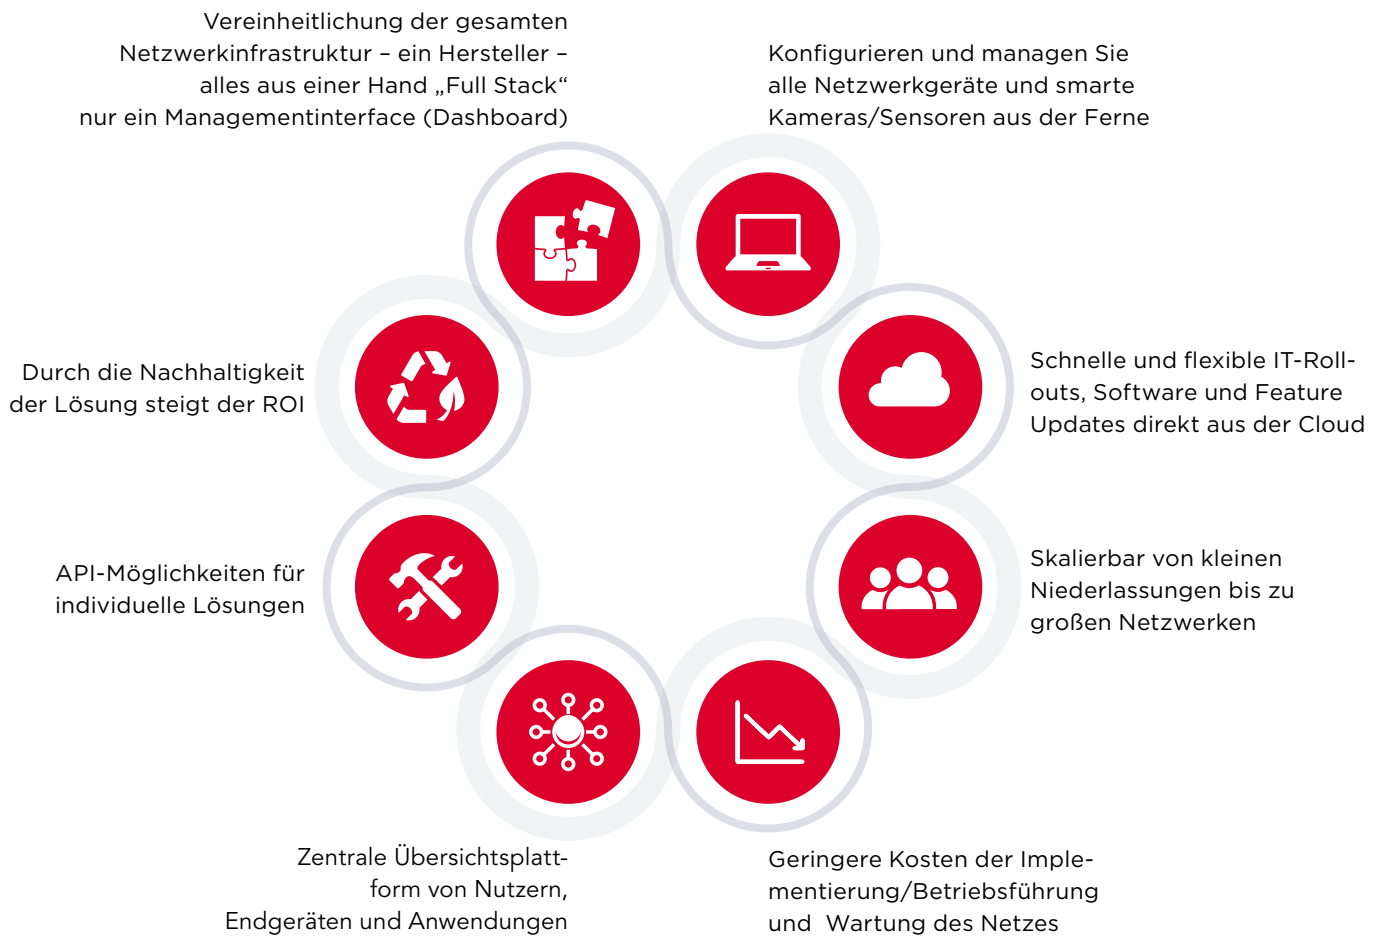 Vereinheitlichung der gesamten
Netzwerkinfrastruktur – ein Hersteller –
alles aus einer Hand „Full Stack“
nur ein Managementinterface (Dashboard)
Konfigurieren und managen Sie
alle Netzwerkgeräte und smarte
Kameras/Sensoren aus der Ferne
Schnelle und flexible IT-Roll-
outs, Software und Feature
Updates direkt aus der Cloud
Skalierbar von kleinen
Niederlassungen bis zu
großen Netzwerken
Geringere Kosten der Imple-
mentierung/Betriebsführung
und  Wartung des Netzes
Zentrale Übersichtsplatt-
form von Nutzern,
Endgeräten und Anwendungen
API-Möglichkeiten für
individuelle Lösungen
Durch die Nachhaltigkeit
der Lösung steigt der ROI